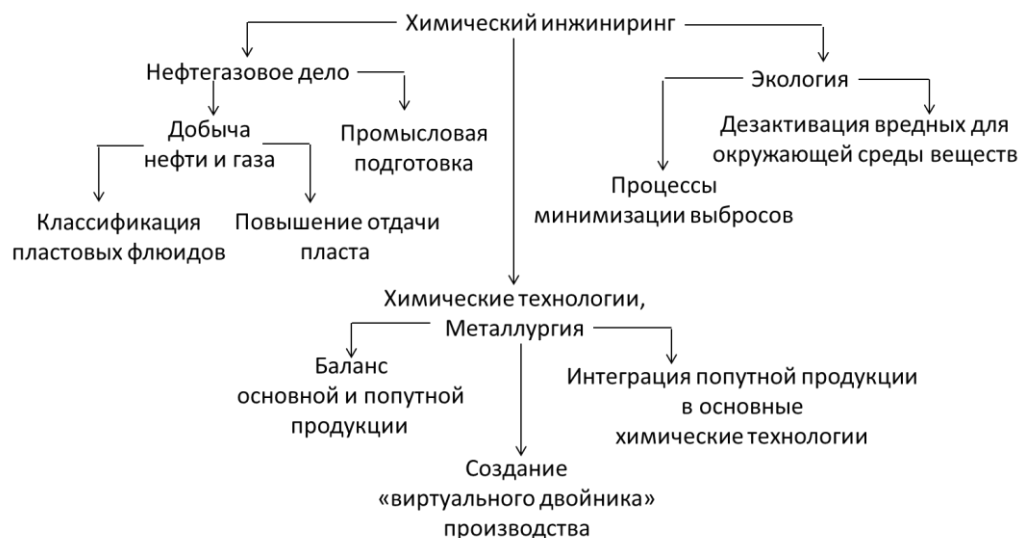 Химический инжиниринг
Нефтегазовое дело
Экология
Добыча
нефти и газа
Промысловая
подготовка
Дезактивация вредных для
окружающей среды веществ
Процессы
минимизации выбросов
Классификация
пластовых флюидов
Повышение отдачи
пласта
Химические технологии,
Металлургия
Баланс
основной и попутной
продукции
Интеграция попутной продукции
в основные
химические технологии
Создание
«виртуального двойника»
производства